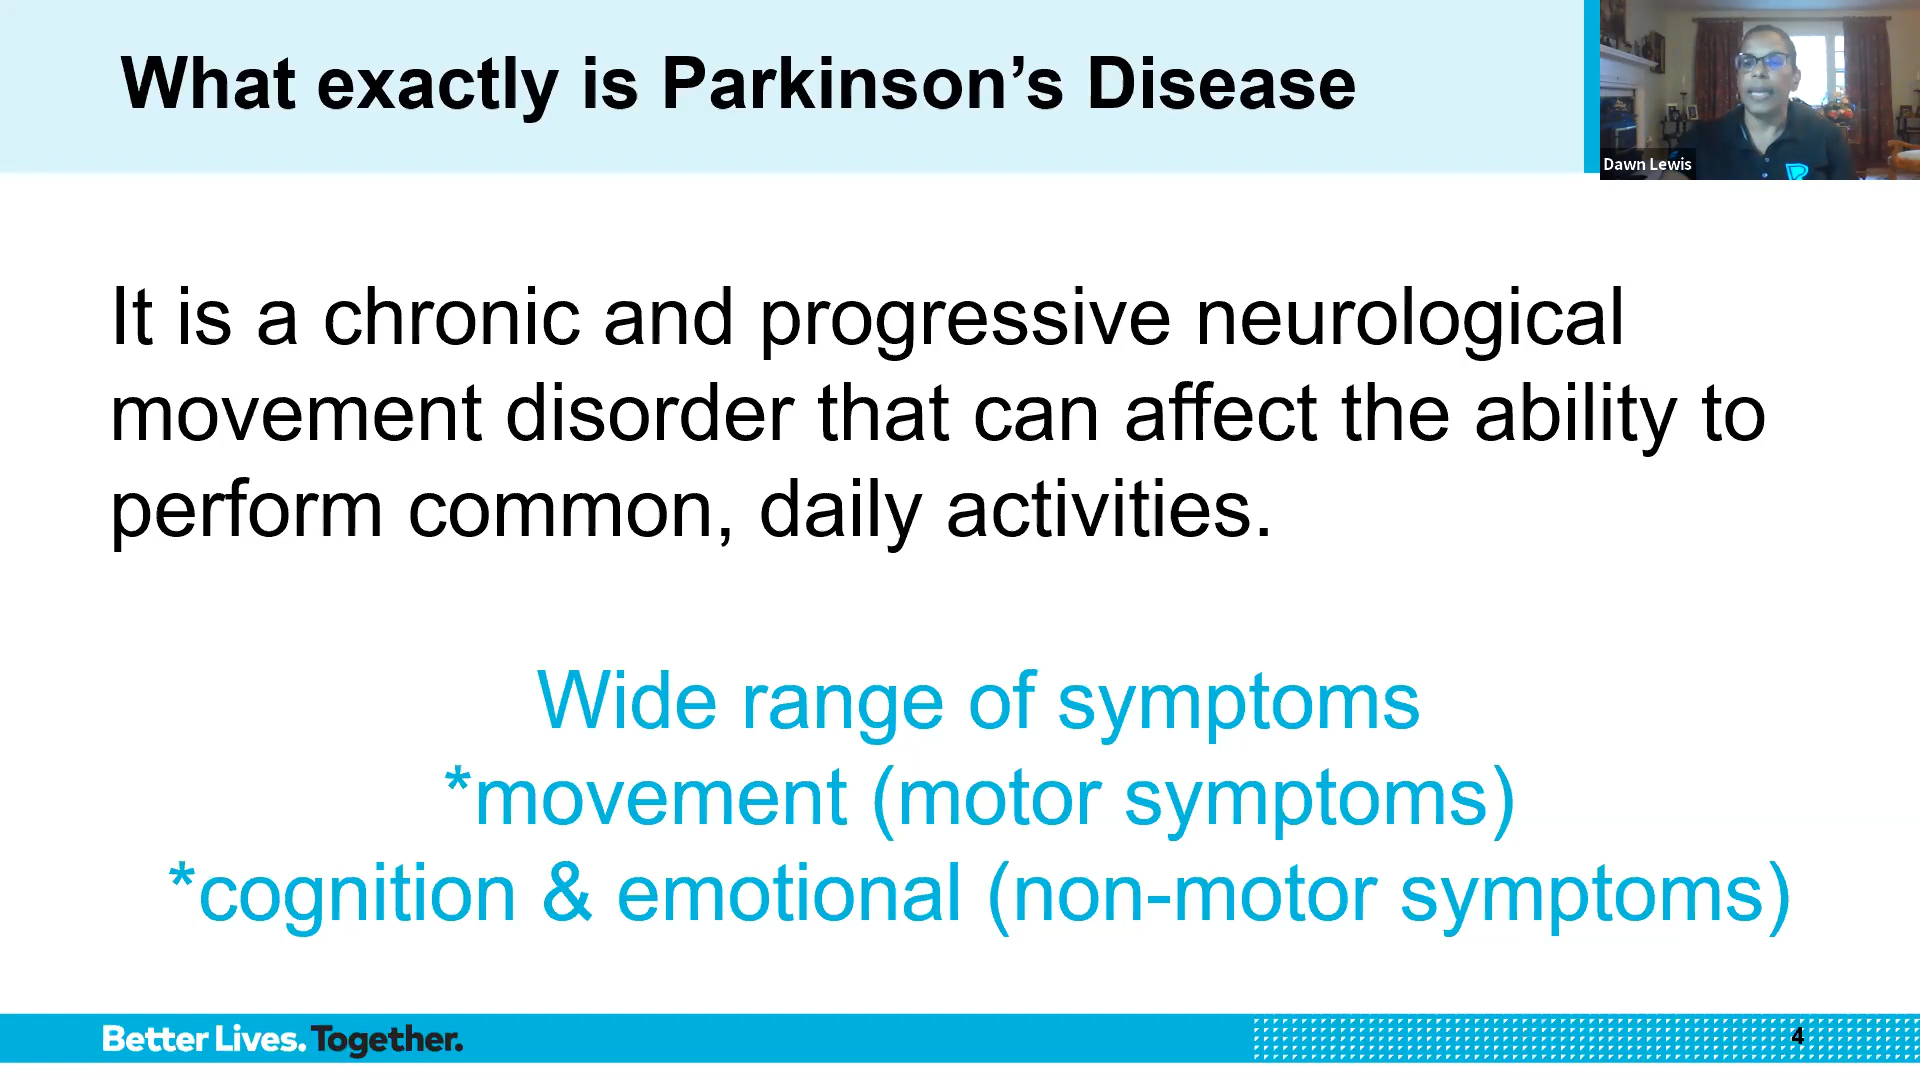 What exactly is Parkinson’s Disease
Dawn Lewis
It is a chronic and progressive neurological
movement disorder that can affect the ability to
perform common, daily activities.
Wide range of symptoms
*movement (motor symptoms)
*cognition & emotional (non-motor symptoms)
Better Lives. Together.
4